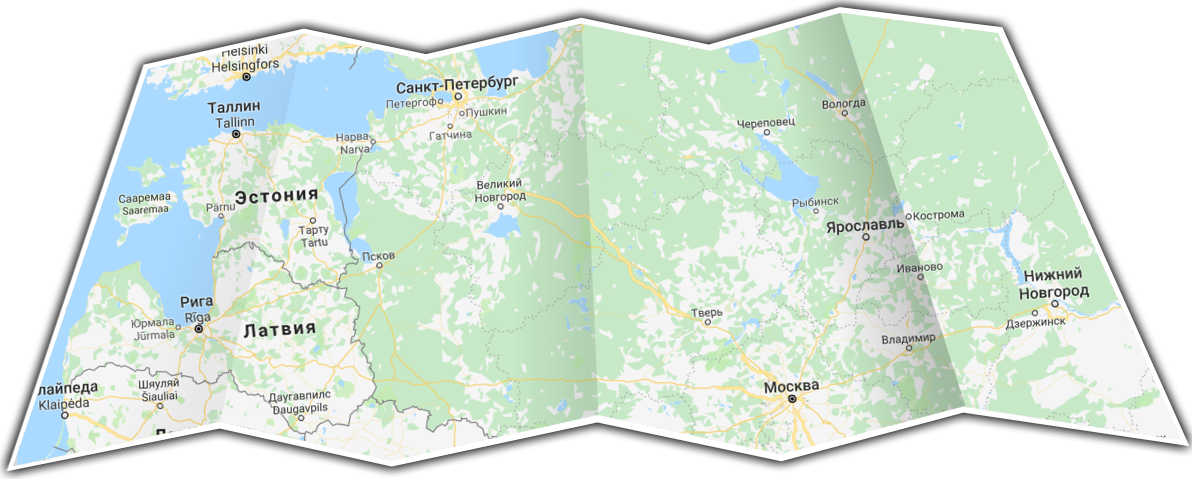 Helsinki
Helsingfors
Санкт-Петербург
Петергоф
Пушкин
Таллин
Tallinn
Гатчина
Нарва
Narva
Вологда
Череповец
Сааремаа
Saaremaa
Эстония
Pärnu
Тарту
Tartu
Великий
Новгород
Рыбинск
Ярославль
Кострома
Псков
Иваново
Нижний
Новгород
Дзержинск
Рига
Rīga
Юрмала
Jūrmala
Латвия
Тверь
Владимир
Москва
лайпеда
Klaipėda
Шяуляй
Šiauliai
Даугавпилс
Daugavpils